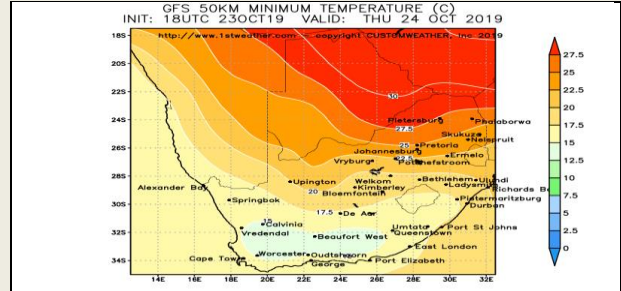 GFS 50KM MINIMUM TEMPERATURE (C)
INIT: 18UTC 23OCT19 VALID: THU 24 OCT 2019
http://www.1stweather.com - copyright CUSTOMWEATHER, Inc 2019
18S
20S
22S
24S
26S
28S
30S
32S
34S
14E 16E 18E 20E 22E 24E 26E 28E 30E 32E
30
27.5
25
22.5
20
17.5
15
Pietersburg
Phalaborwa
Skukuza
Nelspruit
Pretoria
Johannesburg
Potchefstroom
Ermelo
Vryburg
Welkom
Bethlehem
Ulundi
Ladysmith
Upington
Kimberley
Bloemfontein
Alexander Bay
Richards B
Springbok
Pietermaritzburg
Durban
De Aar
Calvinia
Vredendal
Beaufort West
Umtata
Port St Johns
Queenstown
East London
Worcester
Oudtshoorn
Cape Town
George
Port Elizabeth
27.5
25
22.5
20
17.5
15
12.5
10
7.5
5
2.5
0